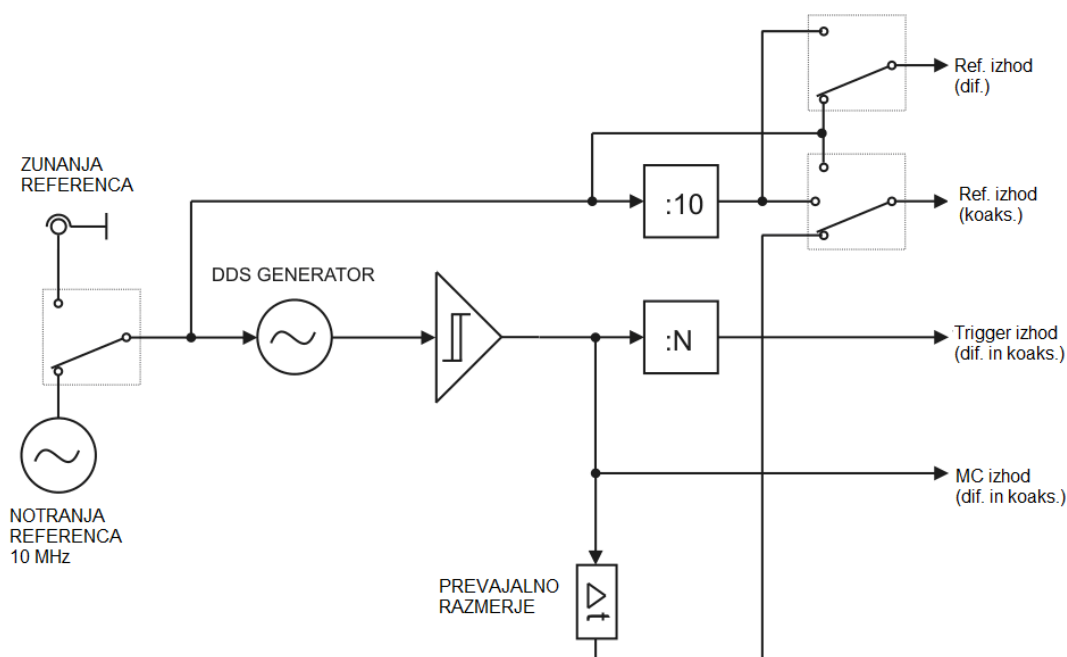 Ref. izhod
(dif.)
ZUNANJA
REFERENCA
:10
Ref. izhod
(koaks.)
DDS GENERATOR
:N
Trigger izhod
(dif. in koaks.)
MC izhod
(dif. in koaks.)
NOTRANJA
REFERENCA
10 MHz
PREVAJALNO
RAZMERJE
Δt